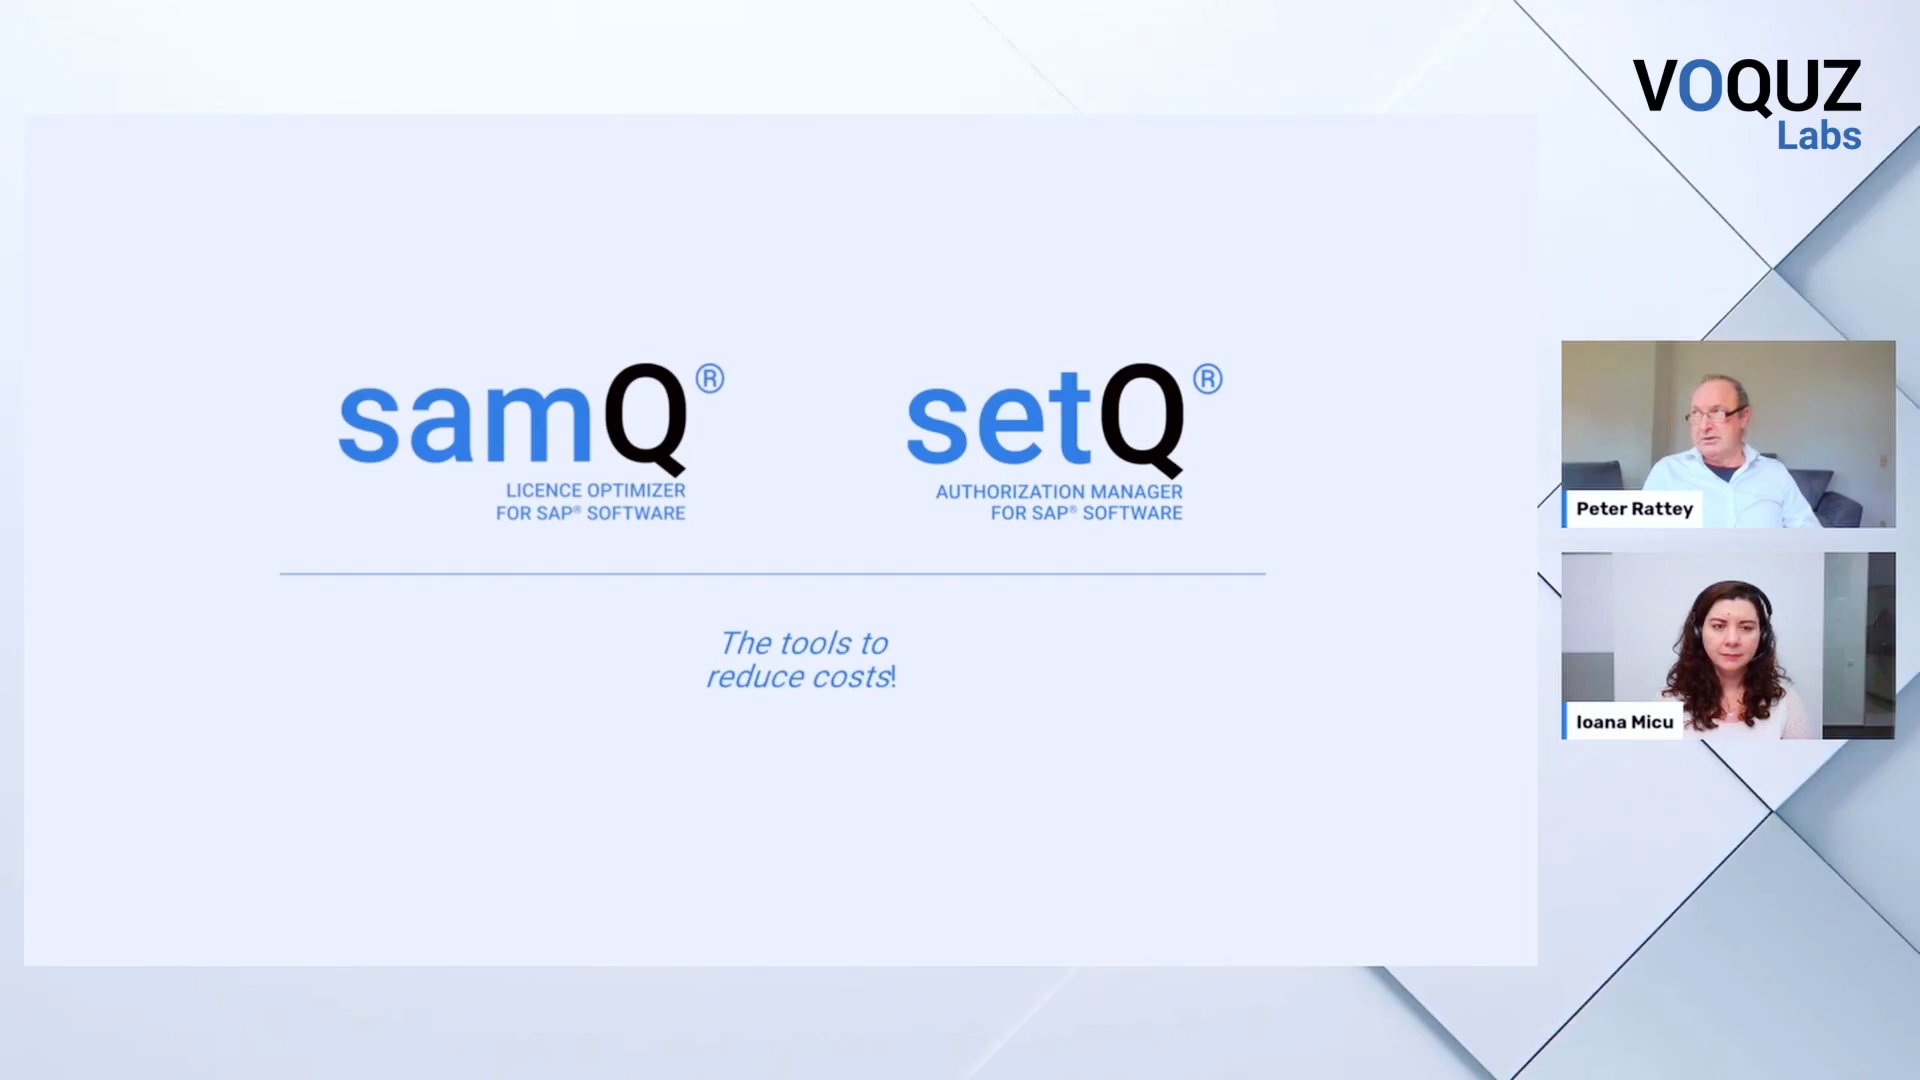 VOQUZ
Labs
samQ®
LICENCE OPTIMIZER
FOR SAP® SOFTWARE
setQ®
AUTHORIZATION MANAGER
FOR SAP® SOFTWARE
The tools to
reduce costs!
Peter Rattey
Ioana Micu